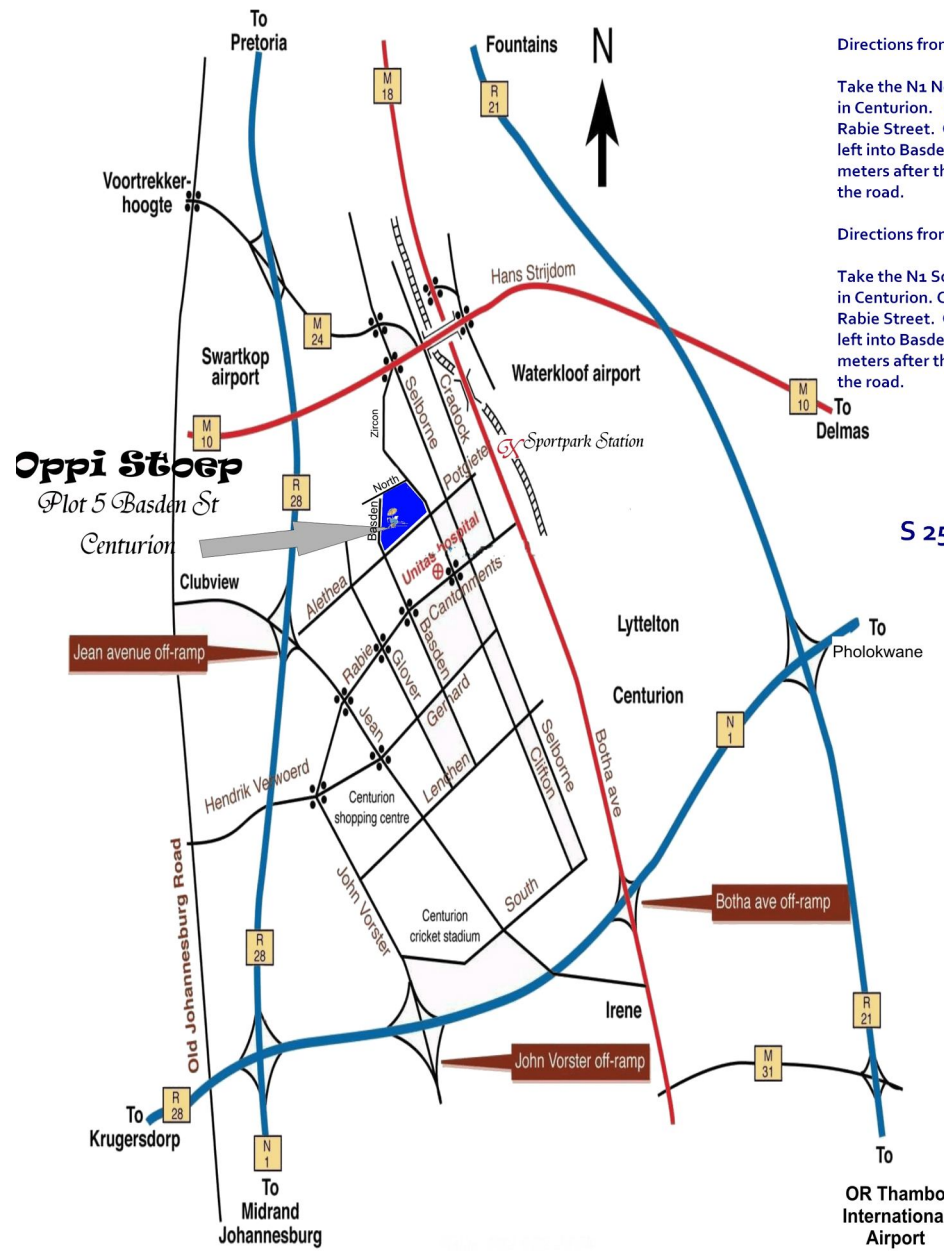 To
Pretoria
M
18
Fountains
R
21
N
Directions from
Take the N1 N
in Centurion.
Rabie Street.
left into Basde
meters after th
the road.
Directions from
Take the N1 So
in Centurion. C
Rabie Street.
left into Basde
meters after th
the road.
Voortrekker-
hoogte
Hans Strijdom
M
24
Swartkop
airport
Waterkloof airport
Zircon
Selborne
Cradock
M
10
To
Delmas
M
10
Oppi Stoep
Plot 5 Basden St
Centurion
R
28
Sportpark Station
Potgiete
North
Basden
S 25
Unitas Hospital
Clubview
Alethea
Cantonments
Jean avenue off-ramp
Rabie
Glover
Basden
Lyttelton
Centurion
To
Pholokwane
Jean
Gerhard
N
1
Hendrik Verwoerd
Centurion
shopping centre
Lenchen
Selborne
Clifton
Botha ave
Old Johannesburg Road
John Vorster
South
Botha ave off-ramp
Centurion
cricket stadium
R
28
Irene
R
21
John Vorster off-ramp
M
31
To
Krugersdorp
R
28
N
1
To
Midrand
Johannesburg
To
OR Thambo
Internationa
Airport